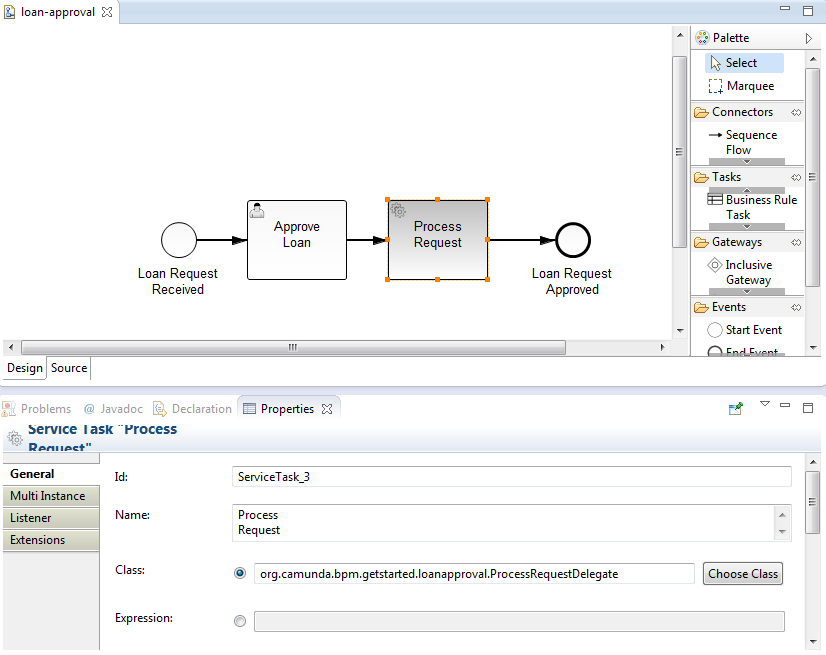 loan-approval
Palette
Select
Marquee
Connectors
Sequence
Flow
Tasks
Business Rule
Task
Gateways
Inclusive
Gateway
Events
Start Event
End Event
Approve
Loan
Process
Request
Loan Request
Received
Loan Request
Approved
Design Source
Problems @ Javadoc Declaration Properties
Service Task "Process
Request"
General
Multi Instance
Listener
Extensions
Id: ServiceTask_3
Name: Process
Request
Class: org.camunda.bpm.getstarted.loanapproval.ProcessRequestDelegate Choose Class
Expression: